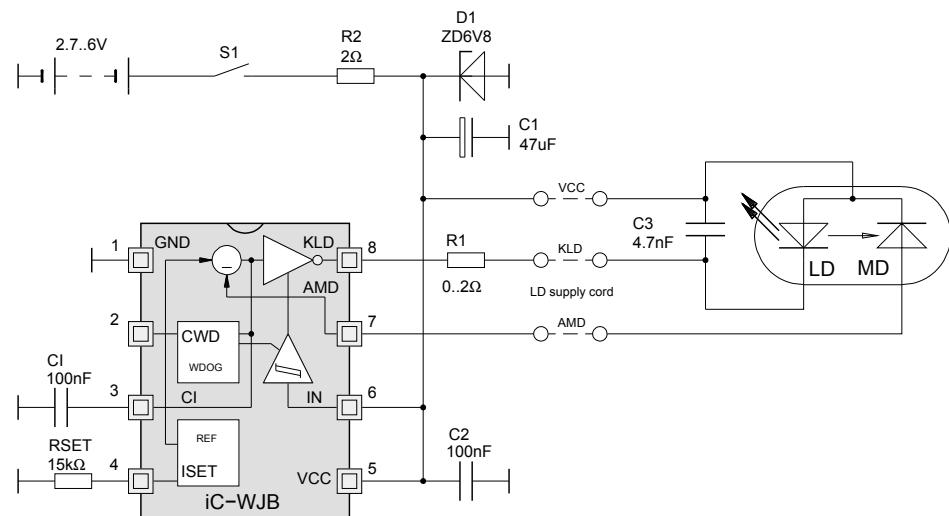 2.7..6V
S1
R2
2Ω
D1
ZD6V8
C1
47uF
VCC
C3
4.7nF
LD
MD
1
GND
KLD
8
R1
0..2Ω
KLD
LD supply cord
AMD
7
AMD
2
CWD
WDOG
CI
100nF
3
CI
IN
6
RSET
15kΩ
4
REF
ISET
VCC
5
C2
100nF
iC−WJB